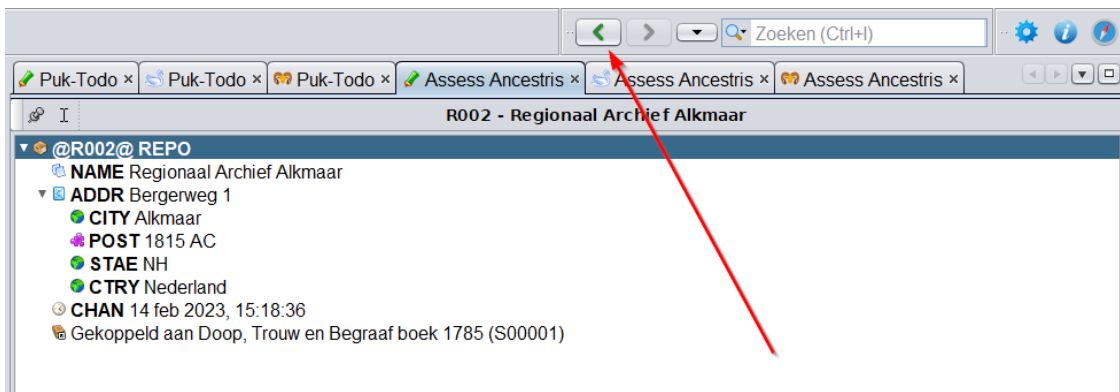 Zoeken (Ctrl+I)
Puk-Todo × Puk-Todo × Puk-Todo × Assess Ancestris × Assess Ancestris × Assess Ancestris ×
R002 - Regionaal Archief Alkmaar
@R002@ REPO
NAME Regionaal Archief Alkmaar
ADDR Bergerweg 1
CITY Alkmaar
POST 1815 AC
STAE NH
CTRY Nederland
CHAN 14 feb 2023, 15:18:36
Gekoppeld aan Doop, Trouw en Begraaf boek 1785 (S00001)